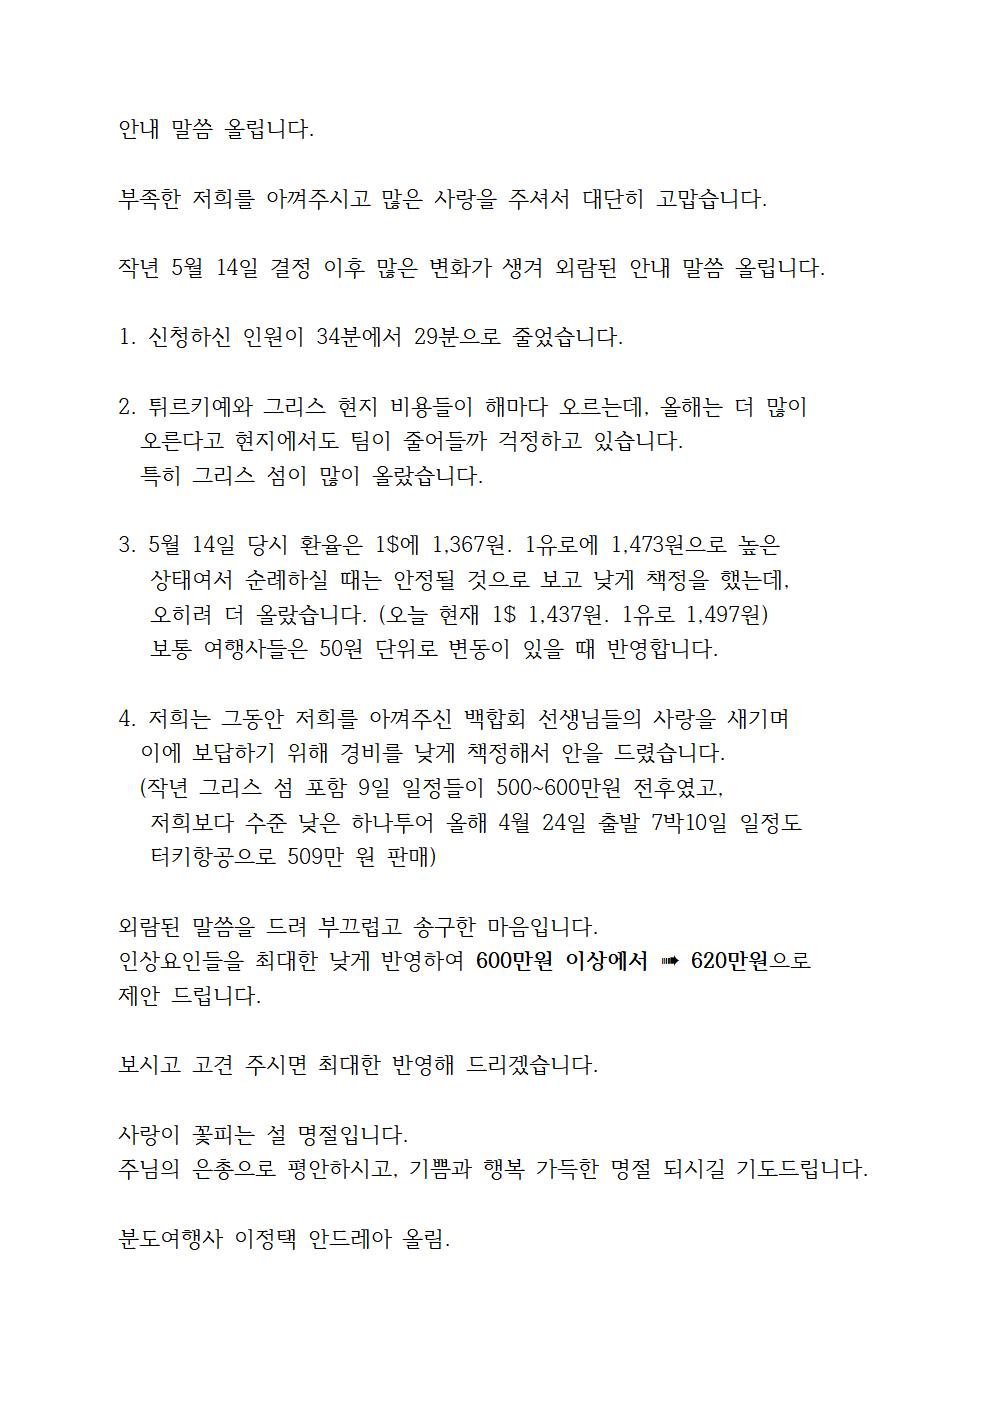 안내 말씀 올립니다.
부족한 저희를 아껴주시고 많은 사랑을 주셔서 대단히 고맙습니다.
작년 5월 14일 결정 이후 많은 변화가 생겨 외람된 안내 말씀 올립니다.
1. 신청하신 인원이 34분에서 29분으로 줄었습니다.
2. 튀르키예와 그리스 현지 비용들이 해마다 오르는데, 올해는 더 많이
오른다고 현지에서도 팀이 줄어들까 걱정하고 있습니다.
특히 그리스 섬이 많이 올랐습니다.
3. 5월 14일 당시 환율은 1$에 1,367원. 1유로에 1,473원으로 높은
상태여서 순례하실 때는 안정될 것으로 보고 낮게 책정을 했는데,
오히려 더 올랐습니다. (오늘 현재 1$ 1,437원. 1유로 1,497원)
보통 여행사들은 50원 단위로 변동이 있을 때 반영합니다.
4. 저희는 그동안 저희를 아껴주신 백합회 선생님들의 사랑을 새기며
이에 보답하기 위해 경비를 낮게 책정해서 안을 드렸습니다.
(작년 그리스 섬 포함 9일 일정들이 500~600만원 전후였고,
저희보다 수준 낮은 하나투어 올해 4월 24일 출발 7박10일 일정도
터키항공으로 509만 원 판매)
외람된 말씀을 드려 부끄럽고 송구한 마음입니다.
인상요인들을 최대한 낮게 반영하여 600만원 이상에서 ➠ 620만원으로
제안 드립니다.
보시고 고견 주시면 최대한 반영해 드리겠습니다.
사랑이 꽃피는 설 명절입니다.
주님의 은총으로 평안하시고, 기쁨과 행복 가득한 명절 되시길 기도드립니다.
분도여행사 이정택 안드레아 올림.